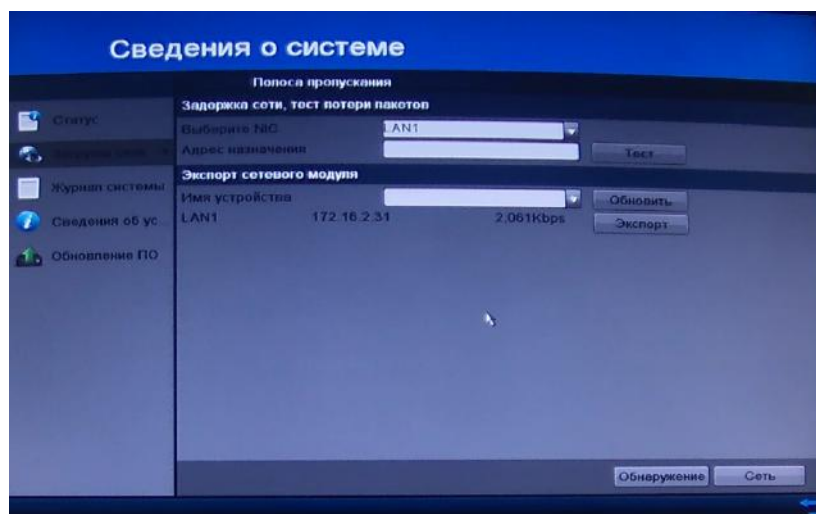 Сведения о системе
Полоса пропускания
Задоржка сети, тест потери пакетов
Статус
Выберите NIC LAN1
Адрес назначения Тест
Экспорт сетевого модуля
Журнал системы
Имя устройства Обновить
Сведения об ус...
LAN1 172.16.2.31 2,061Kbps Экспорт
Обновление ПО
Обнаружение Сеть